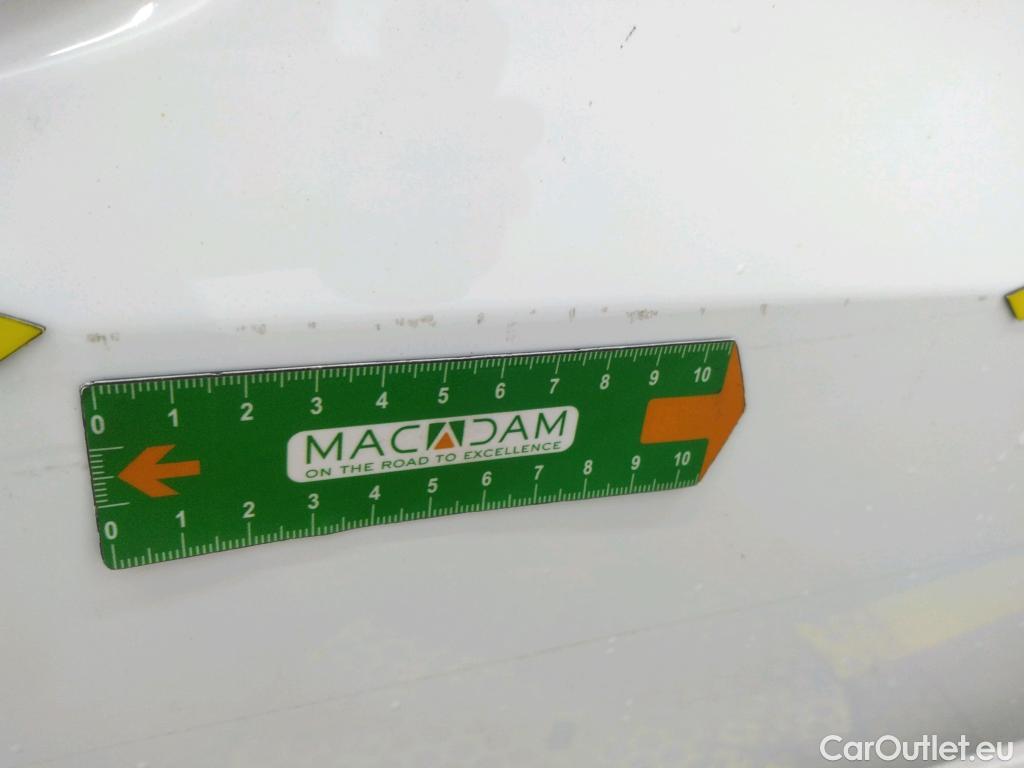 0 1 2 3 4 5 6 7 8 9 10
MACADAM
ON THE ROAD TO EXCELLENCE
0 1 2 3 4 5 6 7 8 9 10
CarOutlet.eu